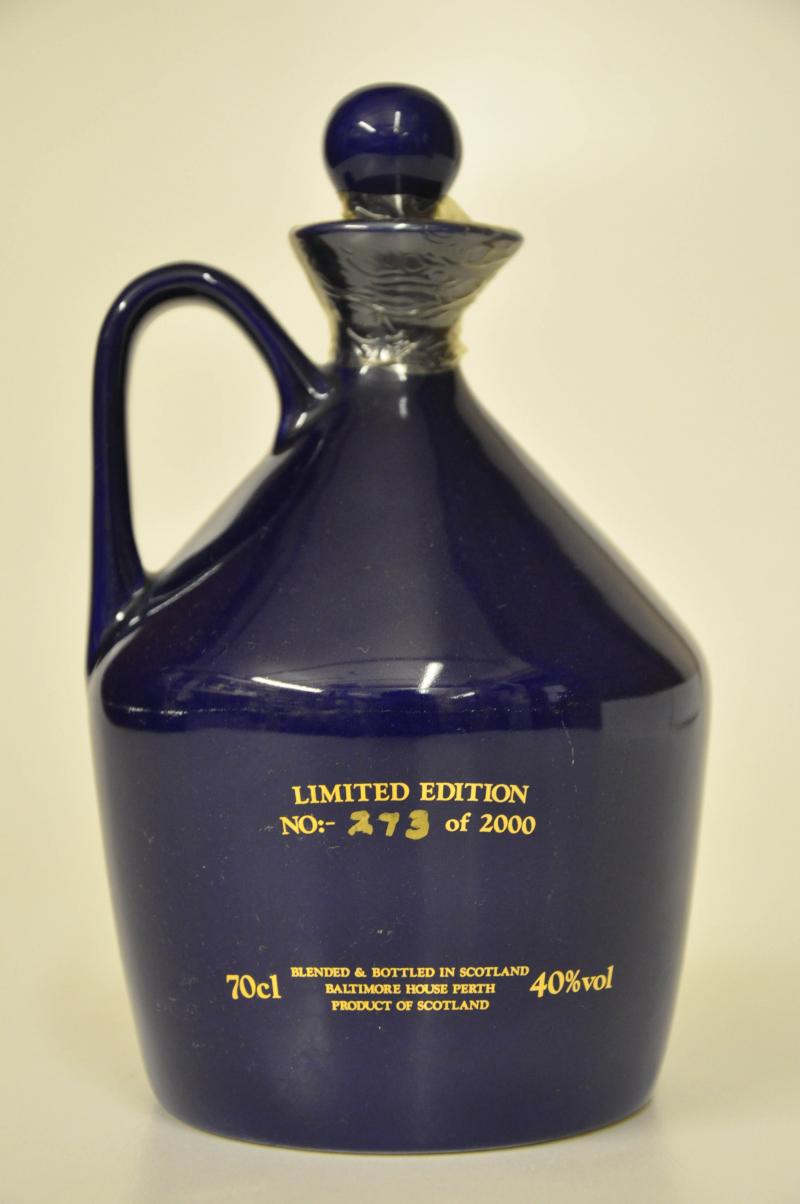 LIMITED EDITION
NO:- 273 of 2000
70cl BLENDED & BOTTLED IN SCOTLAND 40%vol
BALTIMORE HOUSE PERTH
PRODUCT OF SCOTLAND